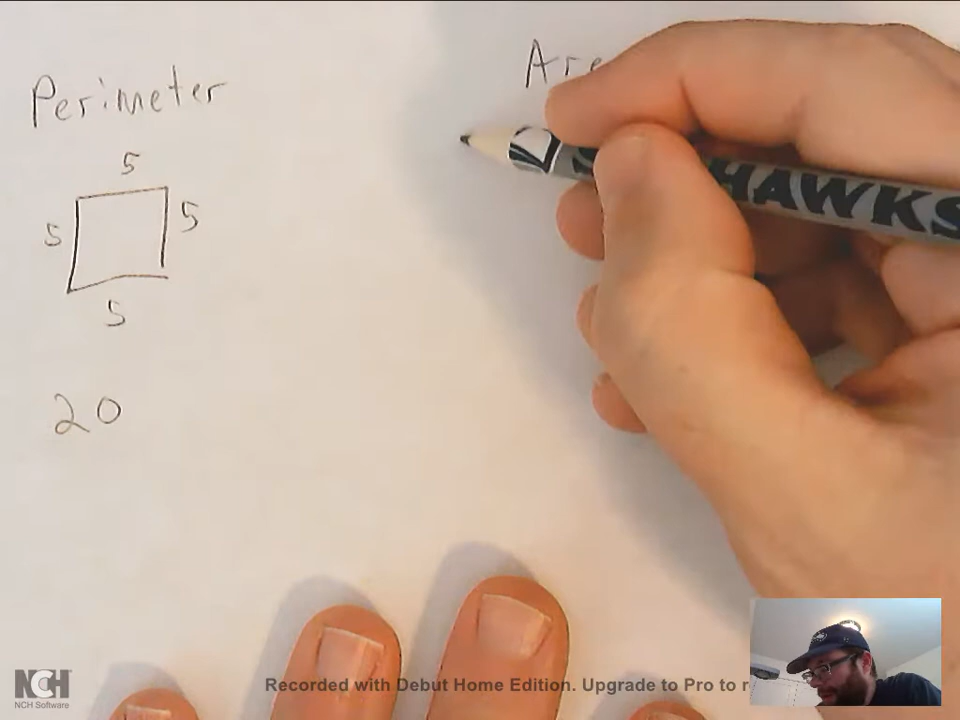 Perimeter
5
5
5
5
20
HAWKS
NCH
NCH Software
Recorded with Debut Home Edition. Upgrade to Pro to